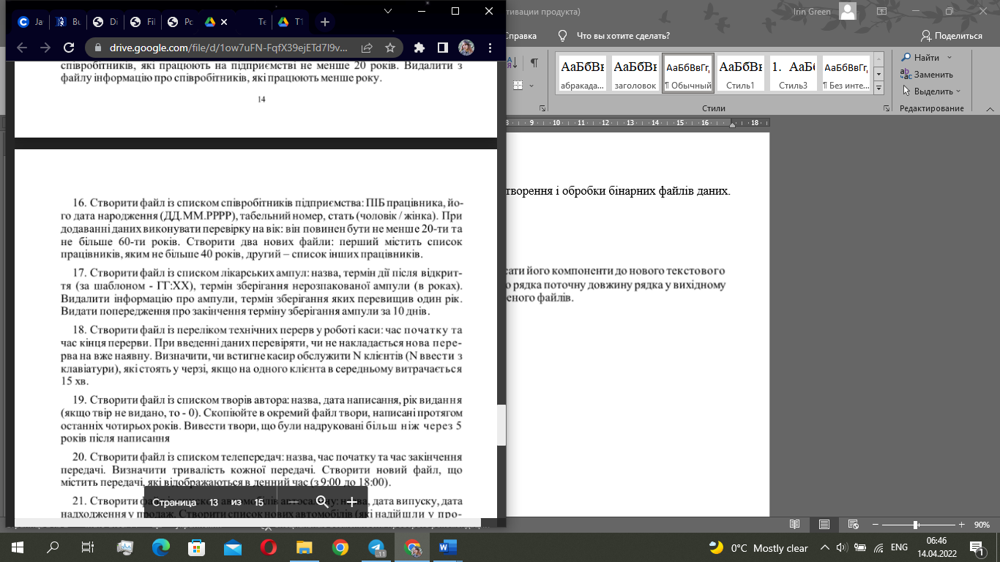 тивации продукта)
Irin Green
Ja
Bu
Di
Fil
Pc
Te
T1
drive.google.com/file/d/1ow7uFN-FqfX39ejETd7l9v...
Справка
Что вы хотите сделать?
Поделиться
АаБбВв
АаБбВв
АаБбВвГг,
АаБбВв
1. АаБб
АаБбВвГг,
абракада...
заголовок
¶ Обычный
Стиль1
Стиль3
¶ Без инте...
Стили
Найти
Заменить
Выделить
Редактирование
співробітників, які працюють на підприємстві не менше 20 років. Видалити з
файлу інформацію про співробітників, які працюють менше року.
14
9 10 11 12 13 14 15 16 18
творення і обробки бінарних файлів даних.
сати його компоненти до нового текстового
о рядка поточну довжину рядка у вихідному
еного файлів.
16. Створити файл із списком співробітників підприємства: ПІБ працівника, йо-
го дата народження (ДД.ММ.РРРР), табельний номер, стать (чоловік / жінка). При
додаванні даних виконувати перевірку на вік: він повинен бути не менше 20-ти та
не більше 60-ти років. Створити два нових файли: перший містить список
працівників, яким не більше 40 років, другий – список інших працівників.
17. Створити файл із списком лікарських ампул: назва, термін дії після відкрит-
тя (за шаблоном - ГГ:ХХ), термін зберігання нерозпакованої ампули (в роках).
Видалити інформацію про ампули, термін зберігання яких перевищив один рік.
Видати попередження про закінчення терміну зберігання ампули за 10 днів.
18. Створити файл із переліком технічних перерв у роботі каси: час початку та
час кінця перерви. При введенні даних перевіряти, чи не накладається нова пере-
рва на вже наявну. Визначити, чи встигне касир обслужити N клієнтів (N ввести з
клавіатури), які стоять у черзі, якщо на одного клієнта в середньому витрачається
15 хв.
19. Створити файл із списком творів автора: назва, дата написання, рік видання
(якщо твір не видано, то - 0). Скопіюйте в окремий файл твори, написані протягом
останніх чотирьох років. Вивести твори, що були надруковані більш ніж через 5
років після написання
20. Створити файл із списком телепередач: назва, час початку та час закінчення
передачі. Визначити тривалість кожної передачі. Створити новий файл, що
містить передачі, які відображаються в денний час (з 9:00 до 18:00).
21. Створити файл із списком автомобілів автосалону: назва, дата випуску, дата
надходження у продаж. Створити список нових автомобілів (які надійшли у про-
Страница 13 из 15
90%
11
0°C Mostly clear
ENG
06:46
14.04.2022
1